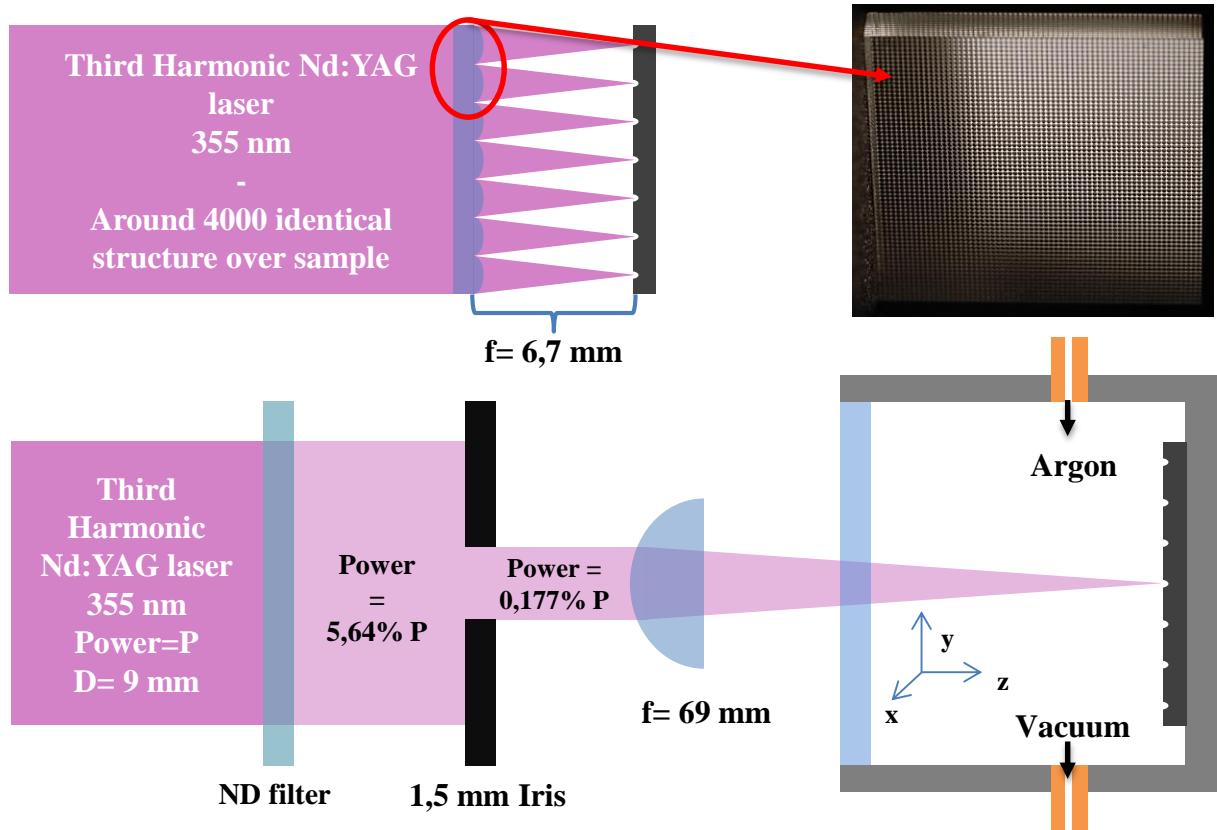 Third Harmonic Nd:YAG
laser
355 nm
-
Around 4000 identical
structure over sample
f= 6,7 mm
Third
Harmonic
Nd:YAG laser
355 nm
Power=P
D= 9 mm
Power
=
5,64% P
Power =
0,177% P
f= 69 mm
ND filter
1,5 mm Iris
Argon
y
z
x
Vacuum